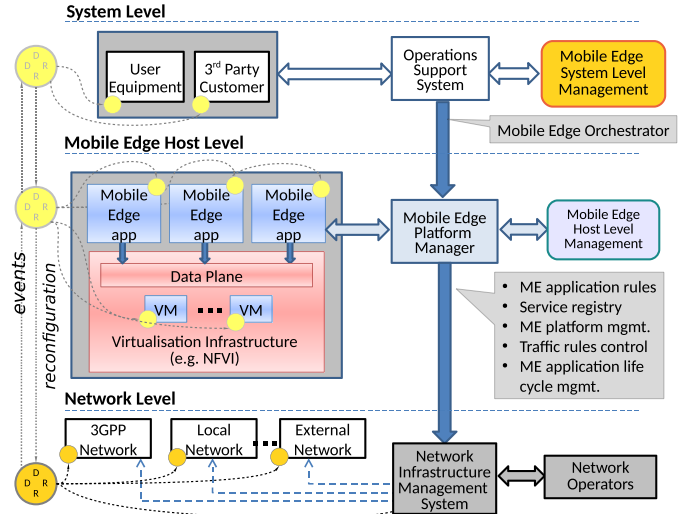 System Level
D
D D
R
User
Equipment
3rd Party
Customer
Operations
Support
System
Mobile Edge
System Level
Management
Mobile Edge Orchestrator
Mobile Edge Host Level
D
D D
R
Mobile
Edge
app
Mobile
Edge
app
Mobile
Edge
app
Mobile Edge
Platform
Manager
Mobile Edge
Host Level
Management
Data Plane
VM
VM
Virtualisation Infrastructure
(e.g. NFVI)
events
reconfiguration
• ME application rules
• Service registry
• ME platform mgmt.
• Traffic rules control
• ME application life
cycle mgmt.
Network Level
3GPP
Network
Local
Network
External
Network
D
D D
R
Network
Infrastructure
Management
System
Network
Operators